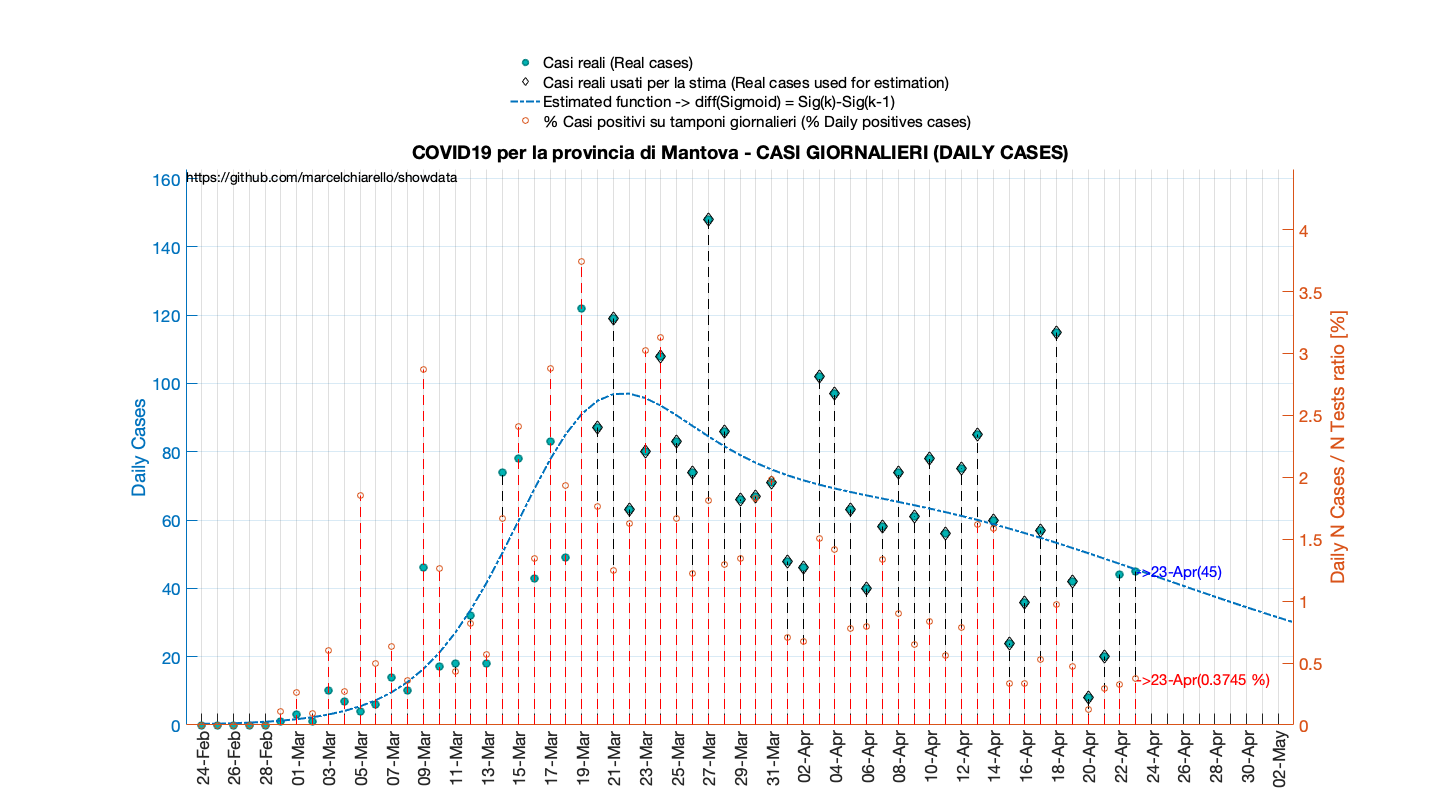 Casi reali (Real cases)
Casi reali usati per la stima (Real cases used for estimation)
Estimated function -> diff(Sigmoid) = Sig(k)-Sig(k-1)
% Casi positivi su tamponi giornalieri (% Daily positives cases)
COVID19 per la provincia di Mantova - CASI GIORNALIERI (DAILY CASES)
https://github.com/marcelchiarello/showdata
Daily Cases
160
140
120
100
80
60
40
20
0
->23-Apr(45)
->23-Apr(0.3745 %)
4
3.5
3
2.5
2
1.5
1
0.5
0
Daily N Cases / N Tests ratio [%]
24-Feb
26-Feb
28-Feb
01-Mar
03-Mar
05-Mar
07-Mar
09-Mar
11-Mar
13-Mar
15-Mar
17-Mar
19-Mar
21-Mar
23-Mar
25-Mar
27-Mar
29-Mar
31-Mar
02-Apr
04-Apr
06-Apr
08-Apr
10-Apr
12-Apr
14-Apr
16-Apr
18-Apr
20-Apr
22-Apr
24-Apr
26-Apr
28-Apr
30-Apr
02-May